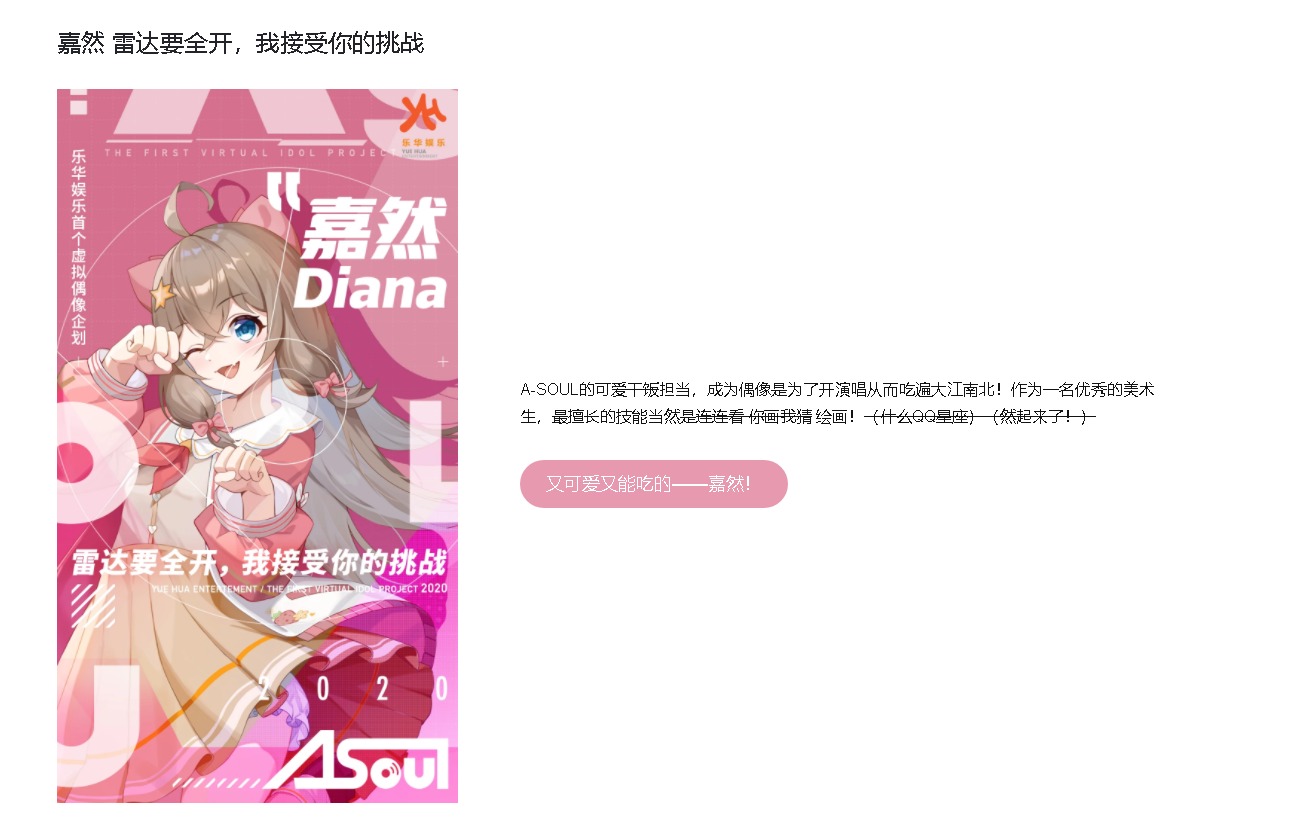 嘉然 雷达要全开，我接受你的挑战
THE FIRST VIRTUAL IDOL PROJECT
乐华娱乐
YUE HUA
乐华娱乐首个虚拟偶像企划
嘉然
Diana
雷达要全开，我接受你的挑战
YUE HUA ENTERTEMENT / THE FIRST VIRTUAL IDOL PROJECT 2020
2020
ASoul
A-SOUL的可爱干饭担当，成为偶像是为了开演唱从而吃遍大江南北！作为一名优秀的美术
生，最擅长的技能当然是连连看 你画我猜 绘画！（什么QQ星座）（然起来了！）
又可爱又能吃的——嘉然!